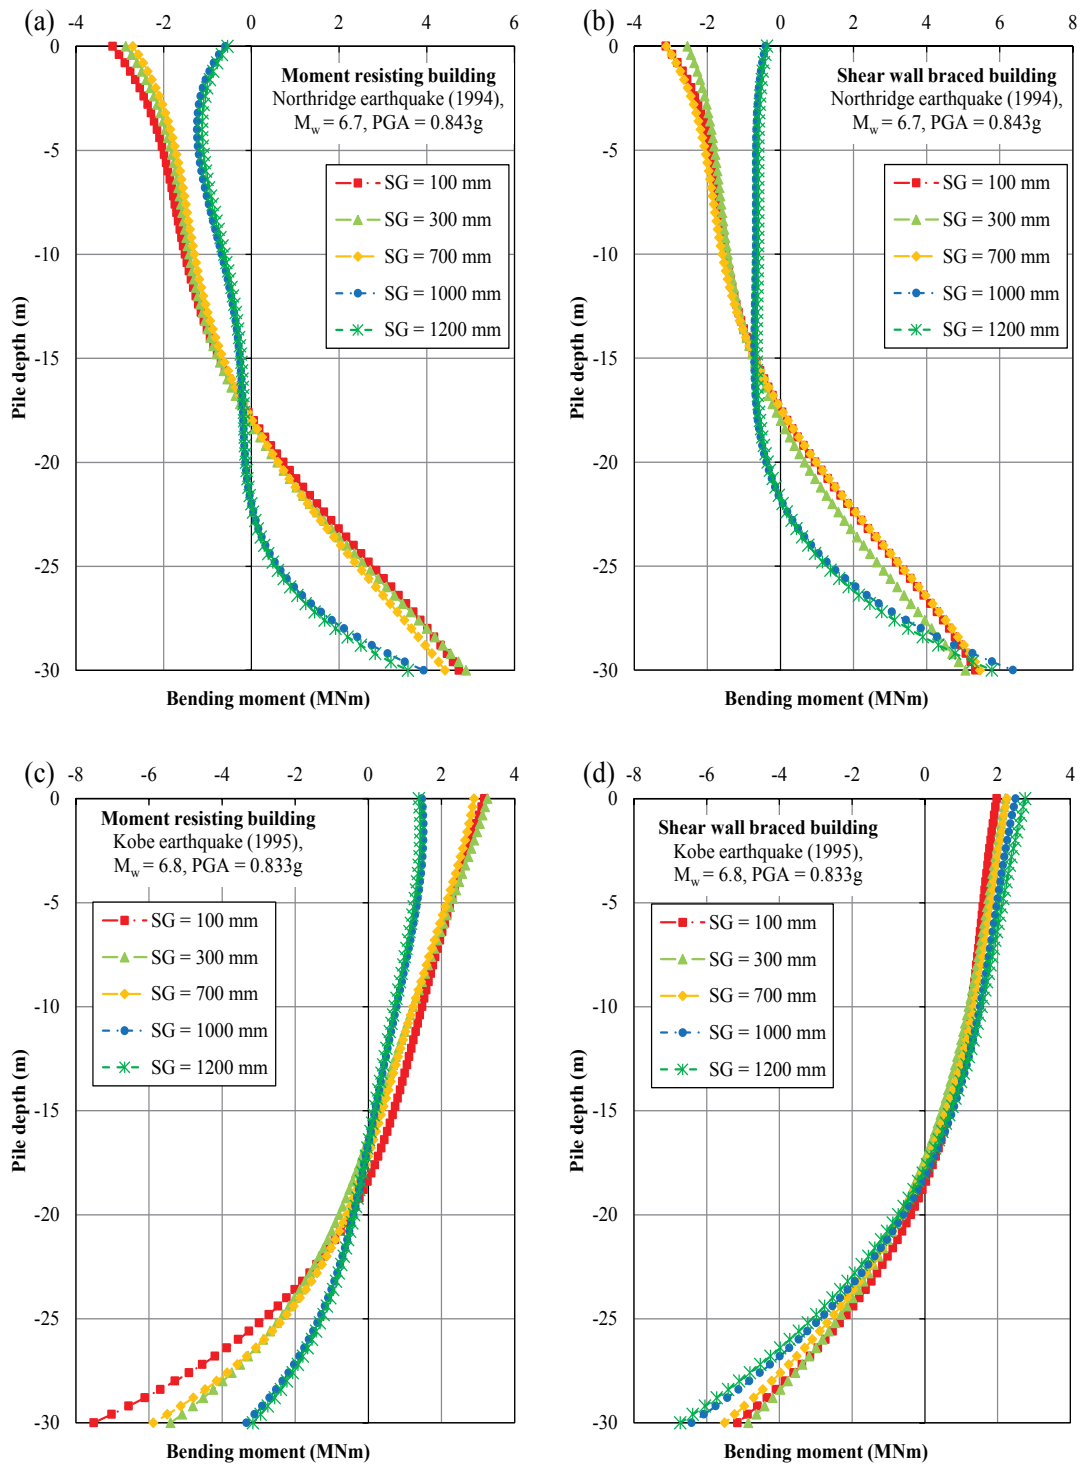 (a)
-4 -2 0 2 4 6
0
-5
-10
-15
-20
-25
-30
Pile depth (m)
Moment resisting building
Northridge earthquake (1994),
Mw = 6.7, PGA = 0.843g
SG = 100 mm
SG = 300 mm
SG = 700 mm
SG = 1000 mm
SG = 1200 mm
Bending moment (MNm)
(b)
-4 -2 0 2 4 6 8
0
-5
-10
-15
-20
-25
-30
Pile depth (m)
Shear wall braced building
Northridge earthquake (1994),
Mw = 6.7, PGA = 0.843g
SG = 100 mm
SG = 300 mm
SG = 700 mm
SG = 1000 mm
SG = 1200 mm
Bending moment (MNm)
(c)
-8 -6 -4 -2 0 2 4
0
-5
-10
-15
-20
-25
-30
Pile depth (m)
Moment resisting building
Kobe earthquake (1995),
Mw = 6.8, PGA = 0.833g
SG = 100 mm
SG = 300 mm
SG = 700 mm
SG = 1000 mm
SG = 1200 mm
Bending moment (MNm)
(d)
-8 -6 -4 -2 0 2 4
0
-5
-10
-15
-20
-25
-30
Pile depth (m)
Shear wall braced building
Kobe earthquake (1995),
Mw = 6.8, PGA = 0.833g
SG = 100 mm
SG = 300 mm
SG = 700 mm
SG = 1000 mm
SG = 1200 mm
Bending moment (MNm)